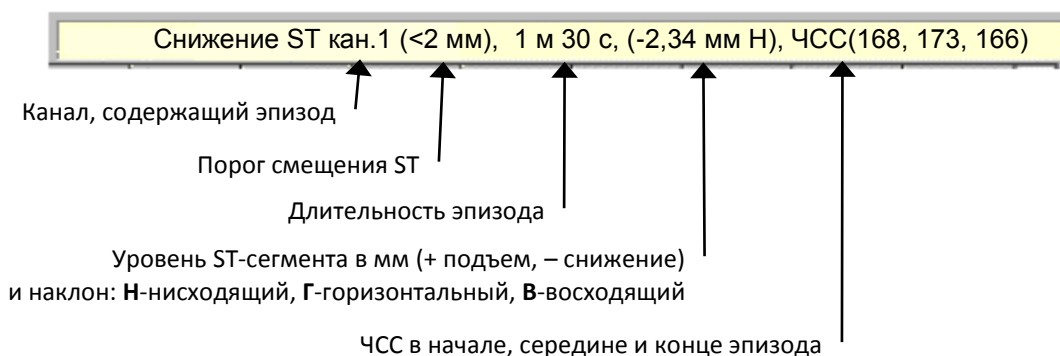 Снижение ST кан.1 (<2 мм),  1 м 30 с, (-2,34 мм Н), ЧСС(168, 173, 166)
Канал, содержащий эпизод
Порог смещения ST
Длительность эпизода
Уровень ST-сегмента в мм (+ подъем, – снижение)
и наклон: Н-нисходящий, Г-горизонтальный, В-восходящий
ЧСС в начале, середине и конце эпизода